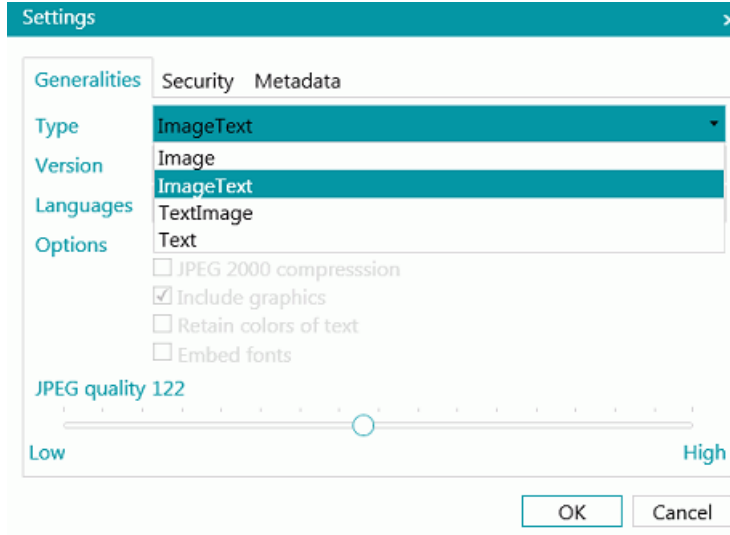 Settings
Generalities Security Metadata
Type ImageText
Image
Version
ImageText
Languages
TextImage
Options
Text
JPEG 2000 compresssion
Include graphics
Retain colors of text
Embed fonts
JPEG quality 122
Low High
OK Cancel